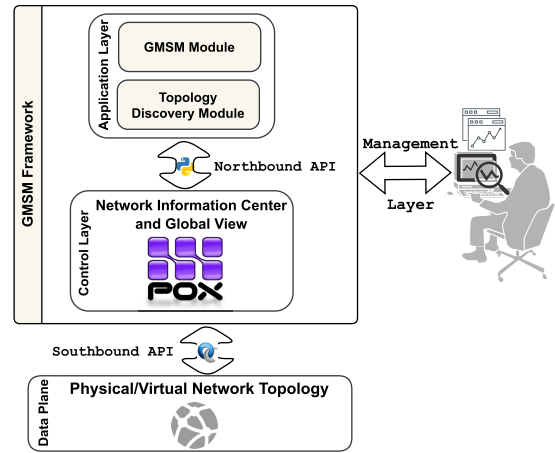 GMSM Framework
Application Layer
GMSM Module
Topology
Discovery Module
Northbound API
Management
Layer
Control Layer
Network Information Center
and Global View
POX
Southbound API
Data Plane
Physical/Virtual Network Topology